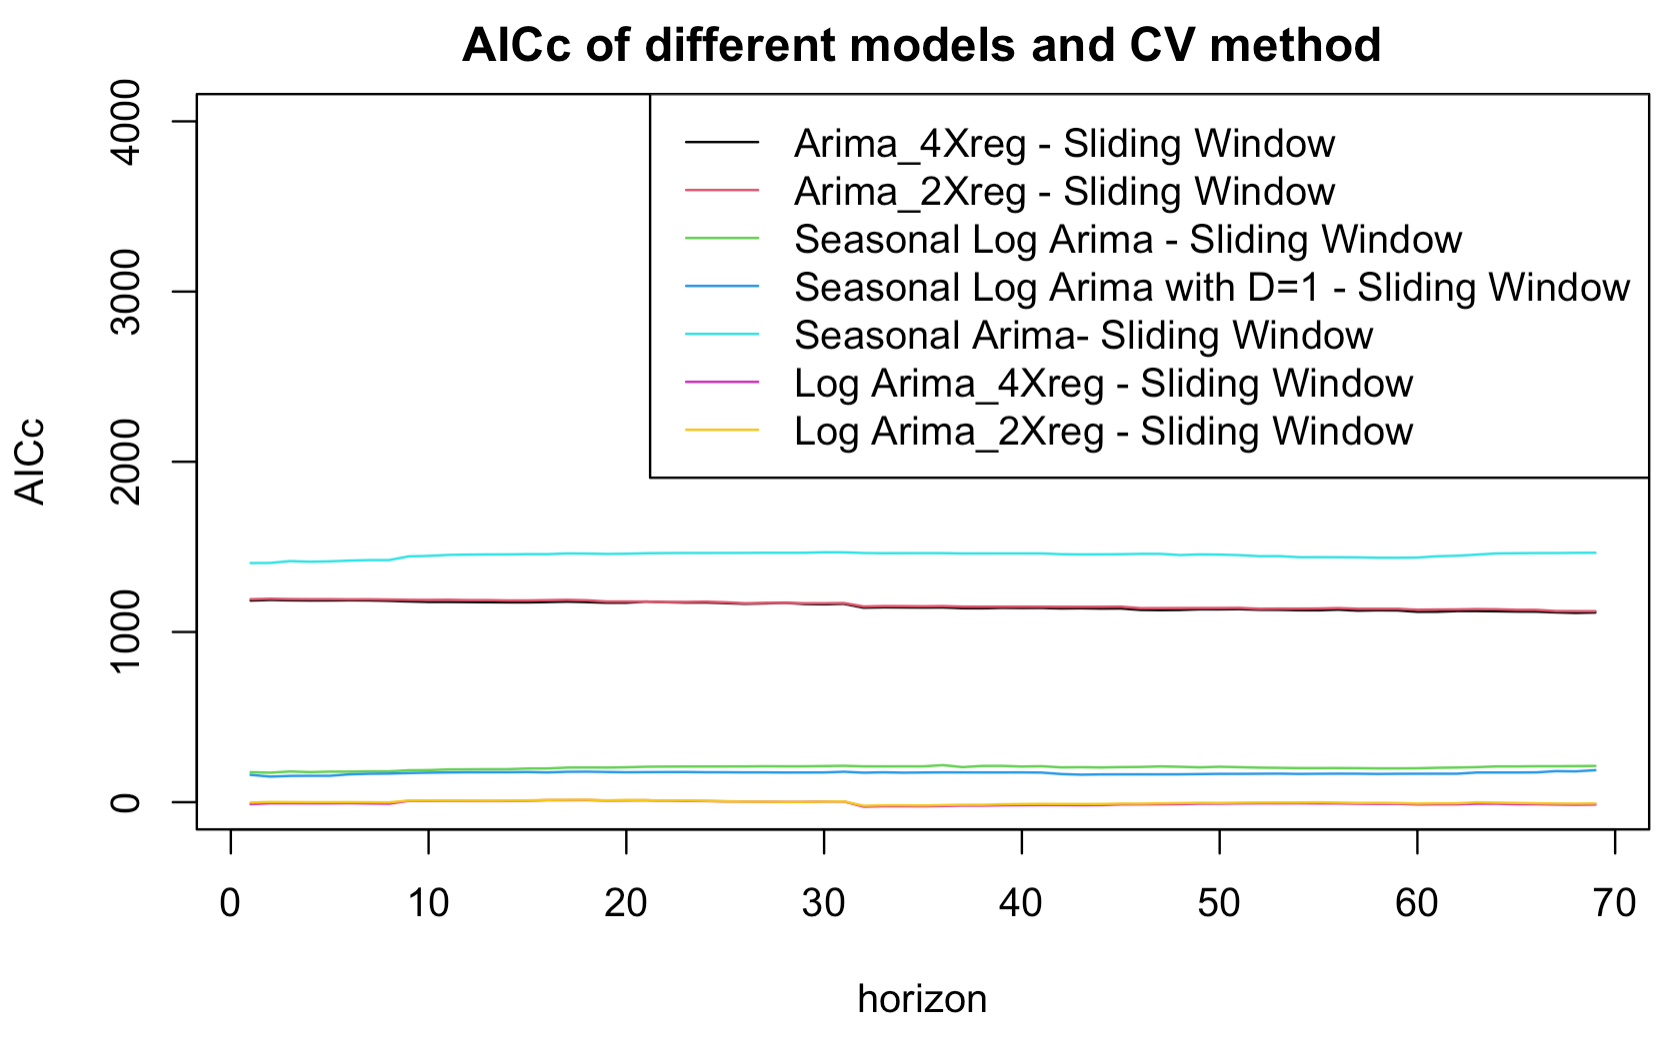 AICc of different models and CV method
Arima_4Xreg - Sliding Window
Arima_2Xreg - Sliding Window
Seasonal Log Arima - Sliding Window
Seasonal Log Arima with D=1 - Sliding Window
Seasonal Arima- Sliding Window
Log Arima_4Xreg - Sliding Window
Log Arima_2Xreg - Sliding Window
AICc
4000
3000
2000
1000
0
0 10 20 30 40 50 60 70
horizon